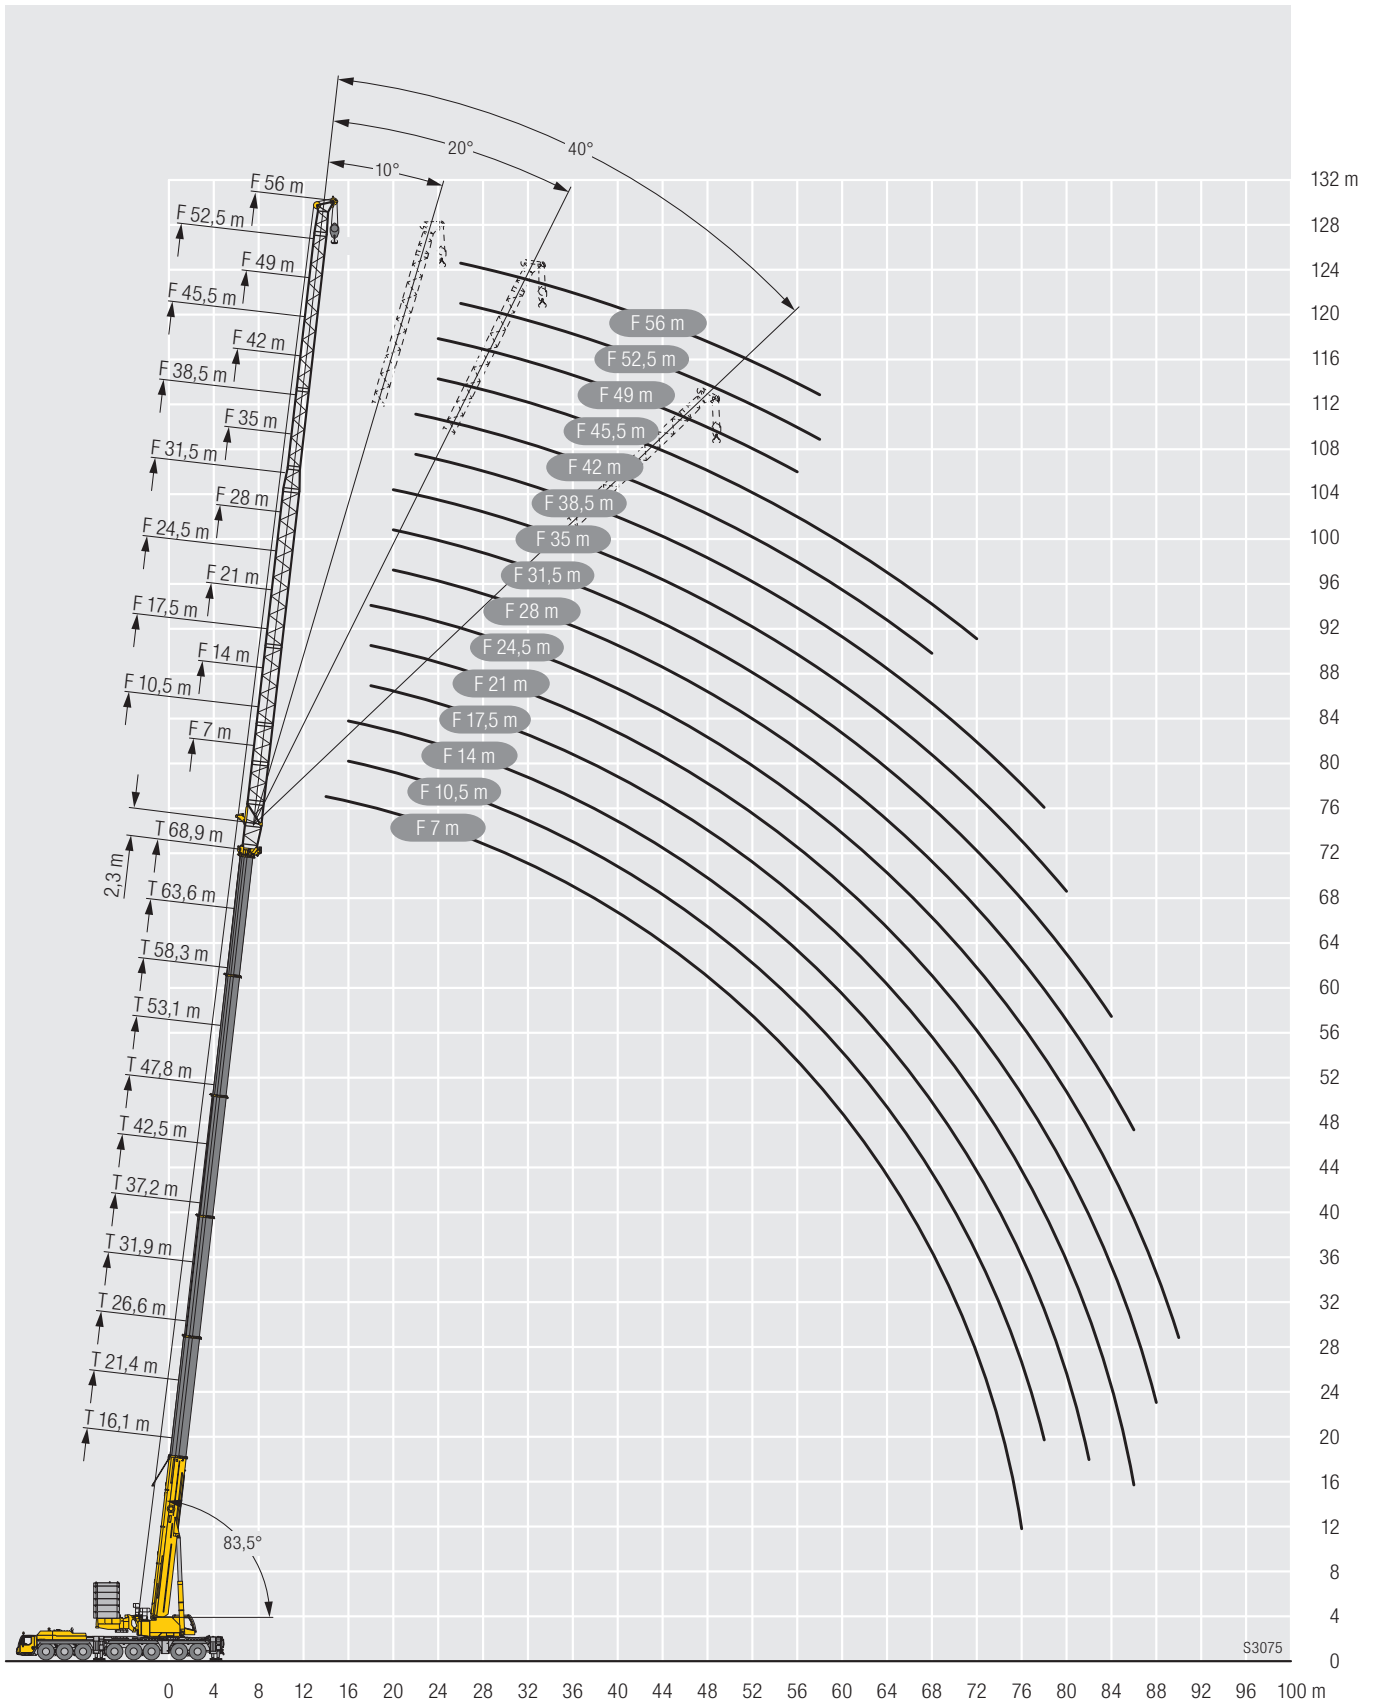 40°
20°
10°
F 56 m
F 52,5 m
F 49 m
F 45,5 m
F 42 m
F 38,5 m
F 35 m
F 31,5 m
F 28 m
F 24,5 m
F 21 m
F 17,5 m
F 14 m
F 10,5 m
F 7 m
T 68,9 m
2,3 m
T 63,6 m
T 58,3 m
T 53,1 m
T 47,8 m
T 42,5 m
T 37,2 m
T 31,9 m
T 26,6 m
T 21,4 m
T 16,1 m
83,5°
F 56 m
F 52,5 m
F 49 m
F 45,5 m
F 42 m
F 38,5 m
F 35 m
F 31,5 m
F 28 m
F 24,5 m
F 21 m
F 17,5 m
F 14 m
F 10,5 m
F 7 m
132 m
128
124
120
116
112
108
104
100
96
92
88
84
80
76
72
68
64
60
56
52
48
44
40
36
32
28
24
20
16
12
8
4
0
S3075
0 4 8 12 16 20 24 28 32 36 40 44 48 52 56 60 64 68 72 76 80 84 88 92 96 100 m